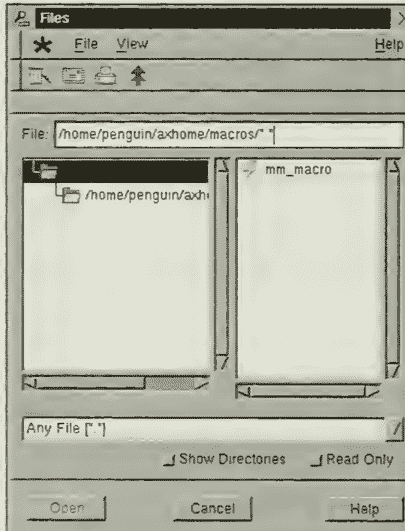 Files
File View Help
File: /home/penguin/axhome/macros/*.*
/home/penguin/axh
mm_macro
Any File [*.*]
Show Directories Read Only
Open Cancel Help